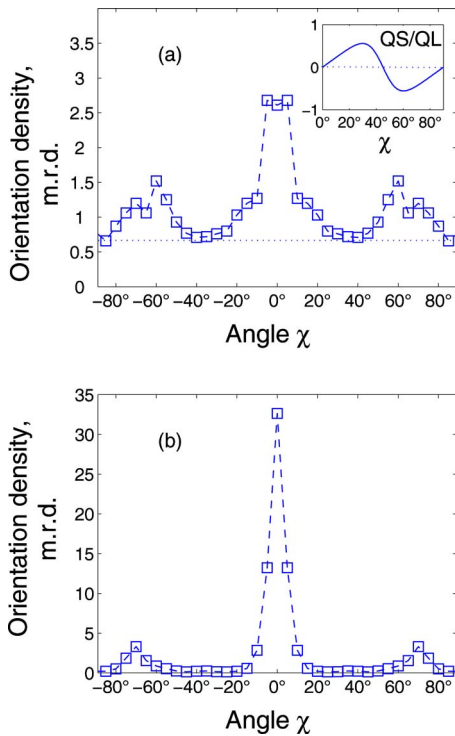 (a)
QS/QL
1
0
−1
0° 20° 40° 60° 80°
χ
4
3.5
3
2.5
2
1.5
1
0.5
0
Orientation density,
m.r.d.
−80° −60° −40° −20° 0° 20° 40° 60° 80°
Angle χ
(b)
35
30
25
20
15
10
5
0
Orientation density,
m.r.d.
−80° −60° −40° −20° 0° 20° 40° 60° 80°
Angle χ